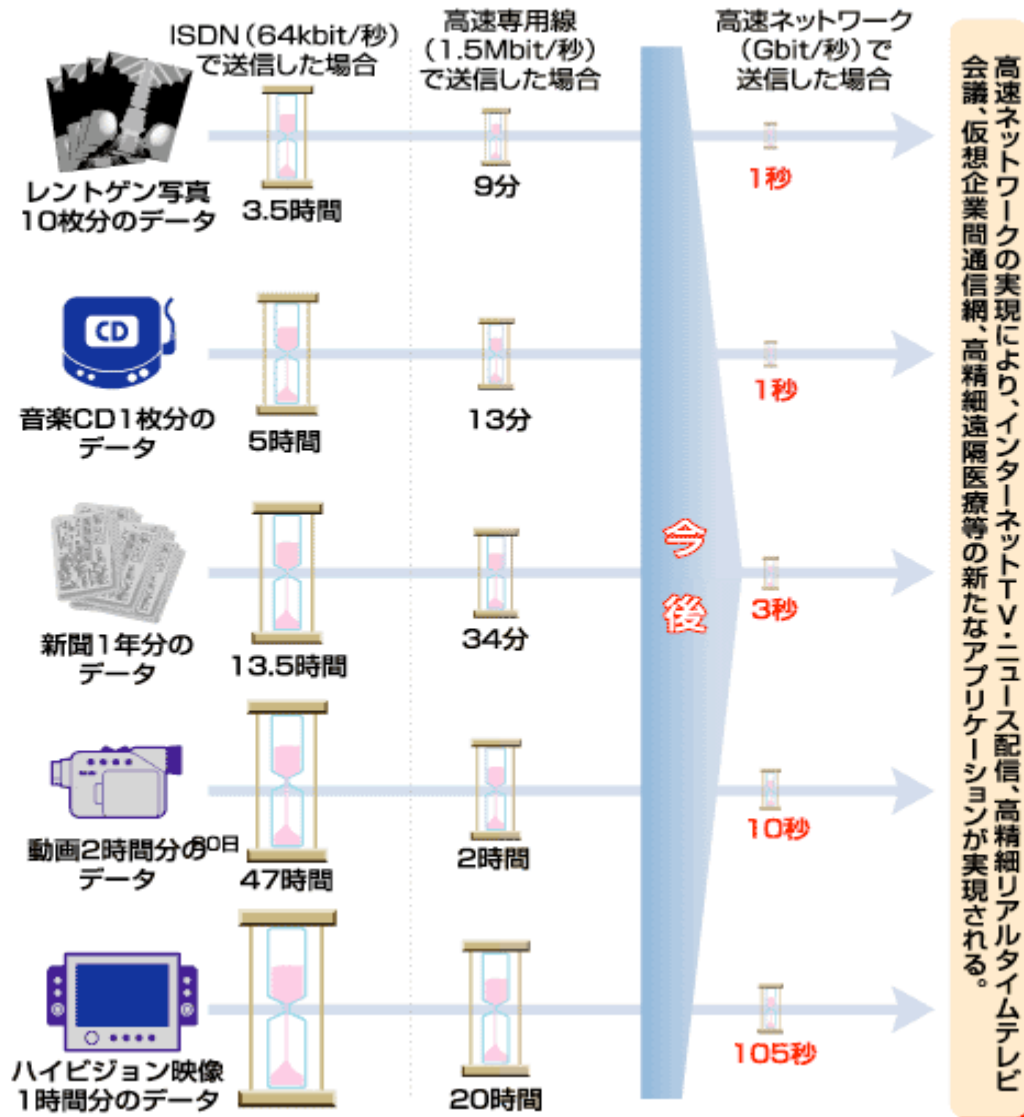 ISDN(64kbit/秒)
で送信した場合
高速専用線
(1.5Mbit/秒)
で送信した場合
高速ネットワーク
(Gbit/秒)で
送信した場合
レントゲン写真
10枚分のデータ
3.5時間
9分
1秒
CD
音楽CD1枚分の
データ
5時間
13分
1秒
新聞1年分の
データ
13.5時間
34分
3秒
動画2時間分の
データ
47時間
2時間
10秒
ハイビジョン映像
1時間分のデータ
20時間
105秒
今
後
高速ネットワークの実現により、インターネットTV・ニュース配信、高精細リアルタイムテレビ
会議、仮想企業間通信網、高精細遠隔医療等の新たなアプリケーションが実現される。